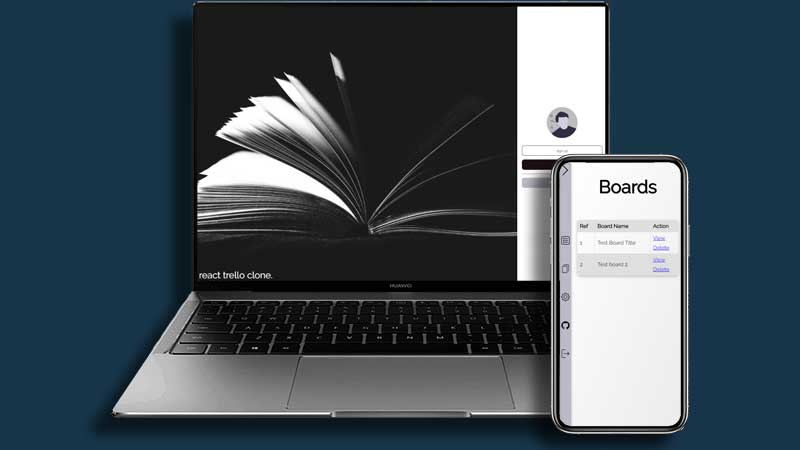 react trello clone.
HUAWEI
Boards
Ref Board Name Action
1 Test Board Title View
Delete
2 Test board 2 View
Delete